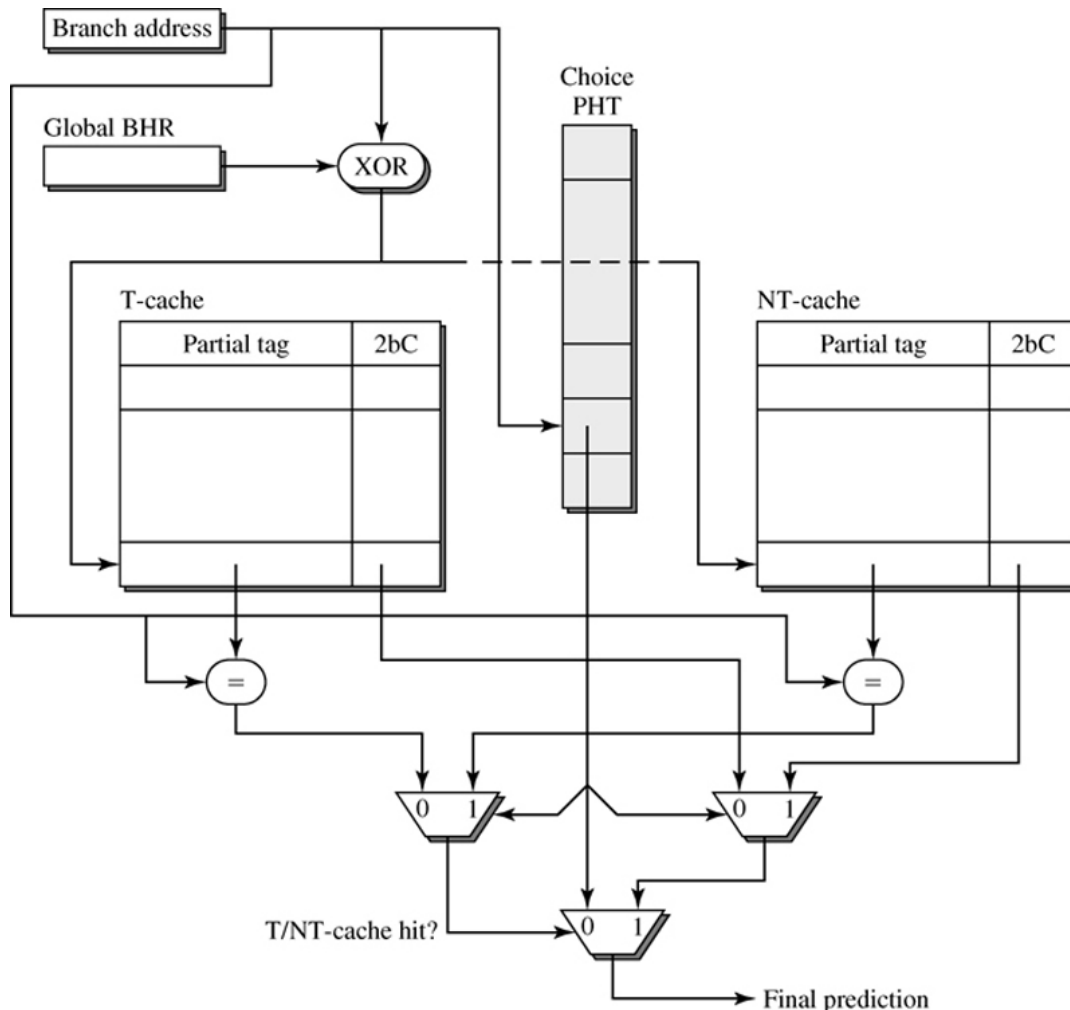 Branch address
Choice
PHT
Global BHR
XOR
T-cache
NT-cache
Partial tag
2bC
Partial tag
2bC
=
=
0 1
0 1
0 1
T/NT-cache hit?
Final prediction